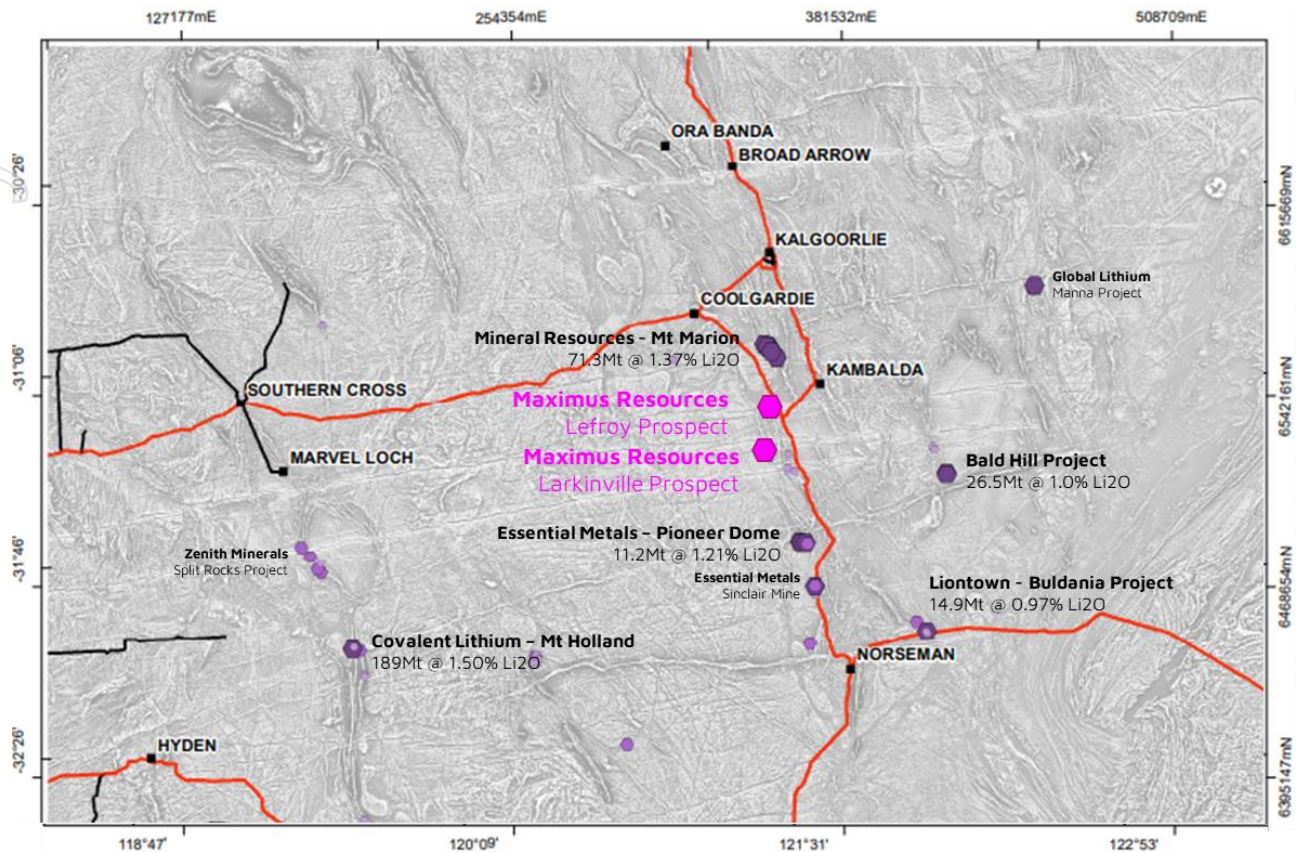 127177mE
254354mE
381532mE
508709mE
-30°26'
-31°06'
-31°46'
-32°26'
6615669mN
6542161mN
6468654mN
6395147mN
ORA BANDA
BROAD ARROW
KALGOORLIE
Global Lithium
Manna Project
COOLGARDIE
Mineral Resources - Mt Marion
71.3Mt @ 1.37% Li2O
KAMBALDA
SOUTHERN CROSS
Maximus Resources
Lefroy Prospect
MARVEL LOCH
Maximus Resources
Larkinville Prospect
Bald Hill Project
26.5Mt @ 1.0% Li2O
Essential Metals - Pioneer Dome
11.2Mt @ 1.21% Li2O
Zenith Minerals
Split Rocks Project
Essential Metals
Sinclair Mine
Liontown - Buldania Project
14.9Mt @ 0.97% Li2O
Covalent Lithium - Mt Holland
189Mt @ 1.50% Li2O
NORSEMAN
HYDEN
118°47'
120°09'
121°31'
122°53'